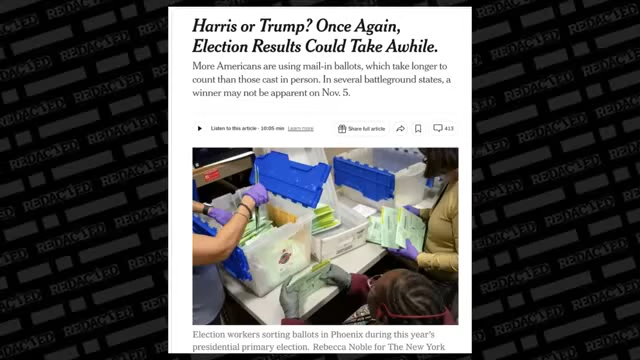 Harris or Trump? Once Again,
Election Results Could Take Awhile.
More Americans are using mail-in ballots, which take longer to
count than those cast in person. In several battleground states, a
winner may not be apparent on Nov. 5.
Listen to this article · 10:05 min Learn more
Share full article
413
Election workers sorting ballots in Phoenix during this year's
presidential primary election. Rebecca Noble for The New York
REDAC1ED